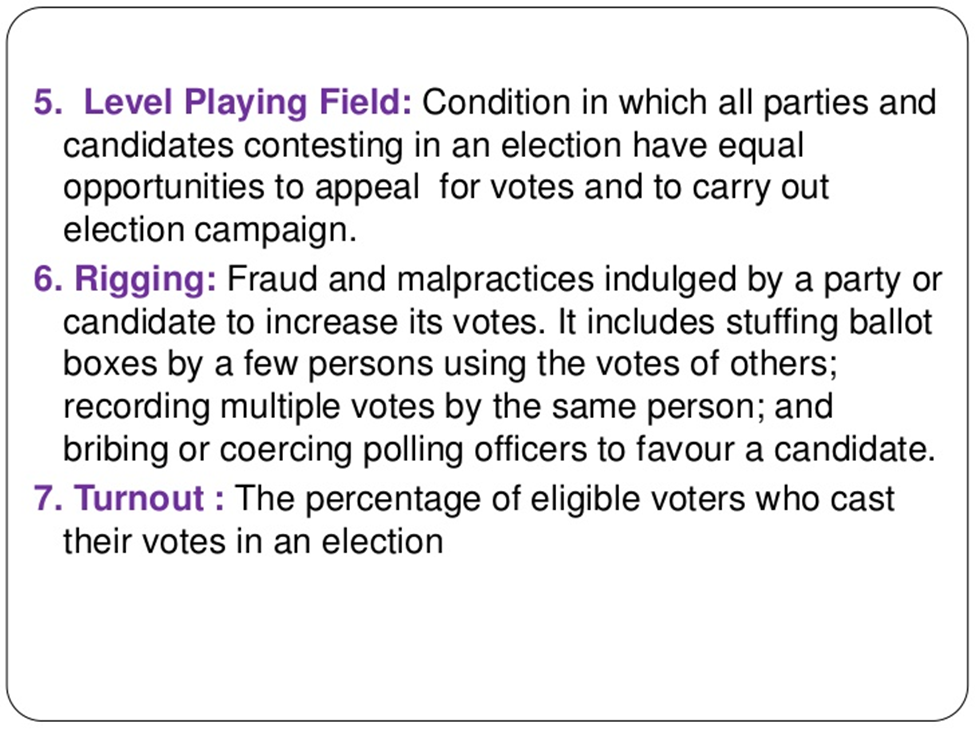 5. Level Playing Field: Condition in which all parties and
candidates contesting in an election have equal
opportunities to appeal for votes and to carry out
election campaign.
6. Rigging: Fraud and malpractices indulged by a party or
candidate to increase its votes. It includes stuffing ballot
boxes by a few persons using the votes of others;
recording multiple votes by the same person; and
bribing or coercing polling officers to favour a candidate.
7. Turnout : The percentage of eligible voters who cast
their votes in an election